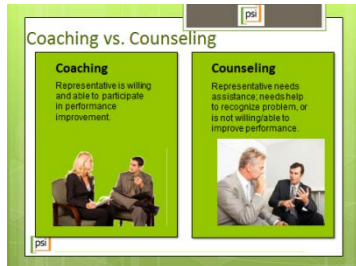 psi
Coaching vs. Counseling
Coaching
Representative is willing
and able to participate
in performance
improvement.
Counseling
Representative needs
assistance; needs help
to recognize problem, or
is not willing/able to
improve performance.
psi